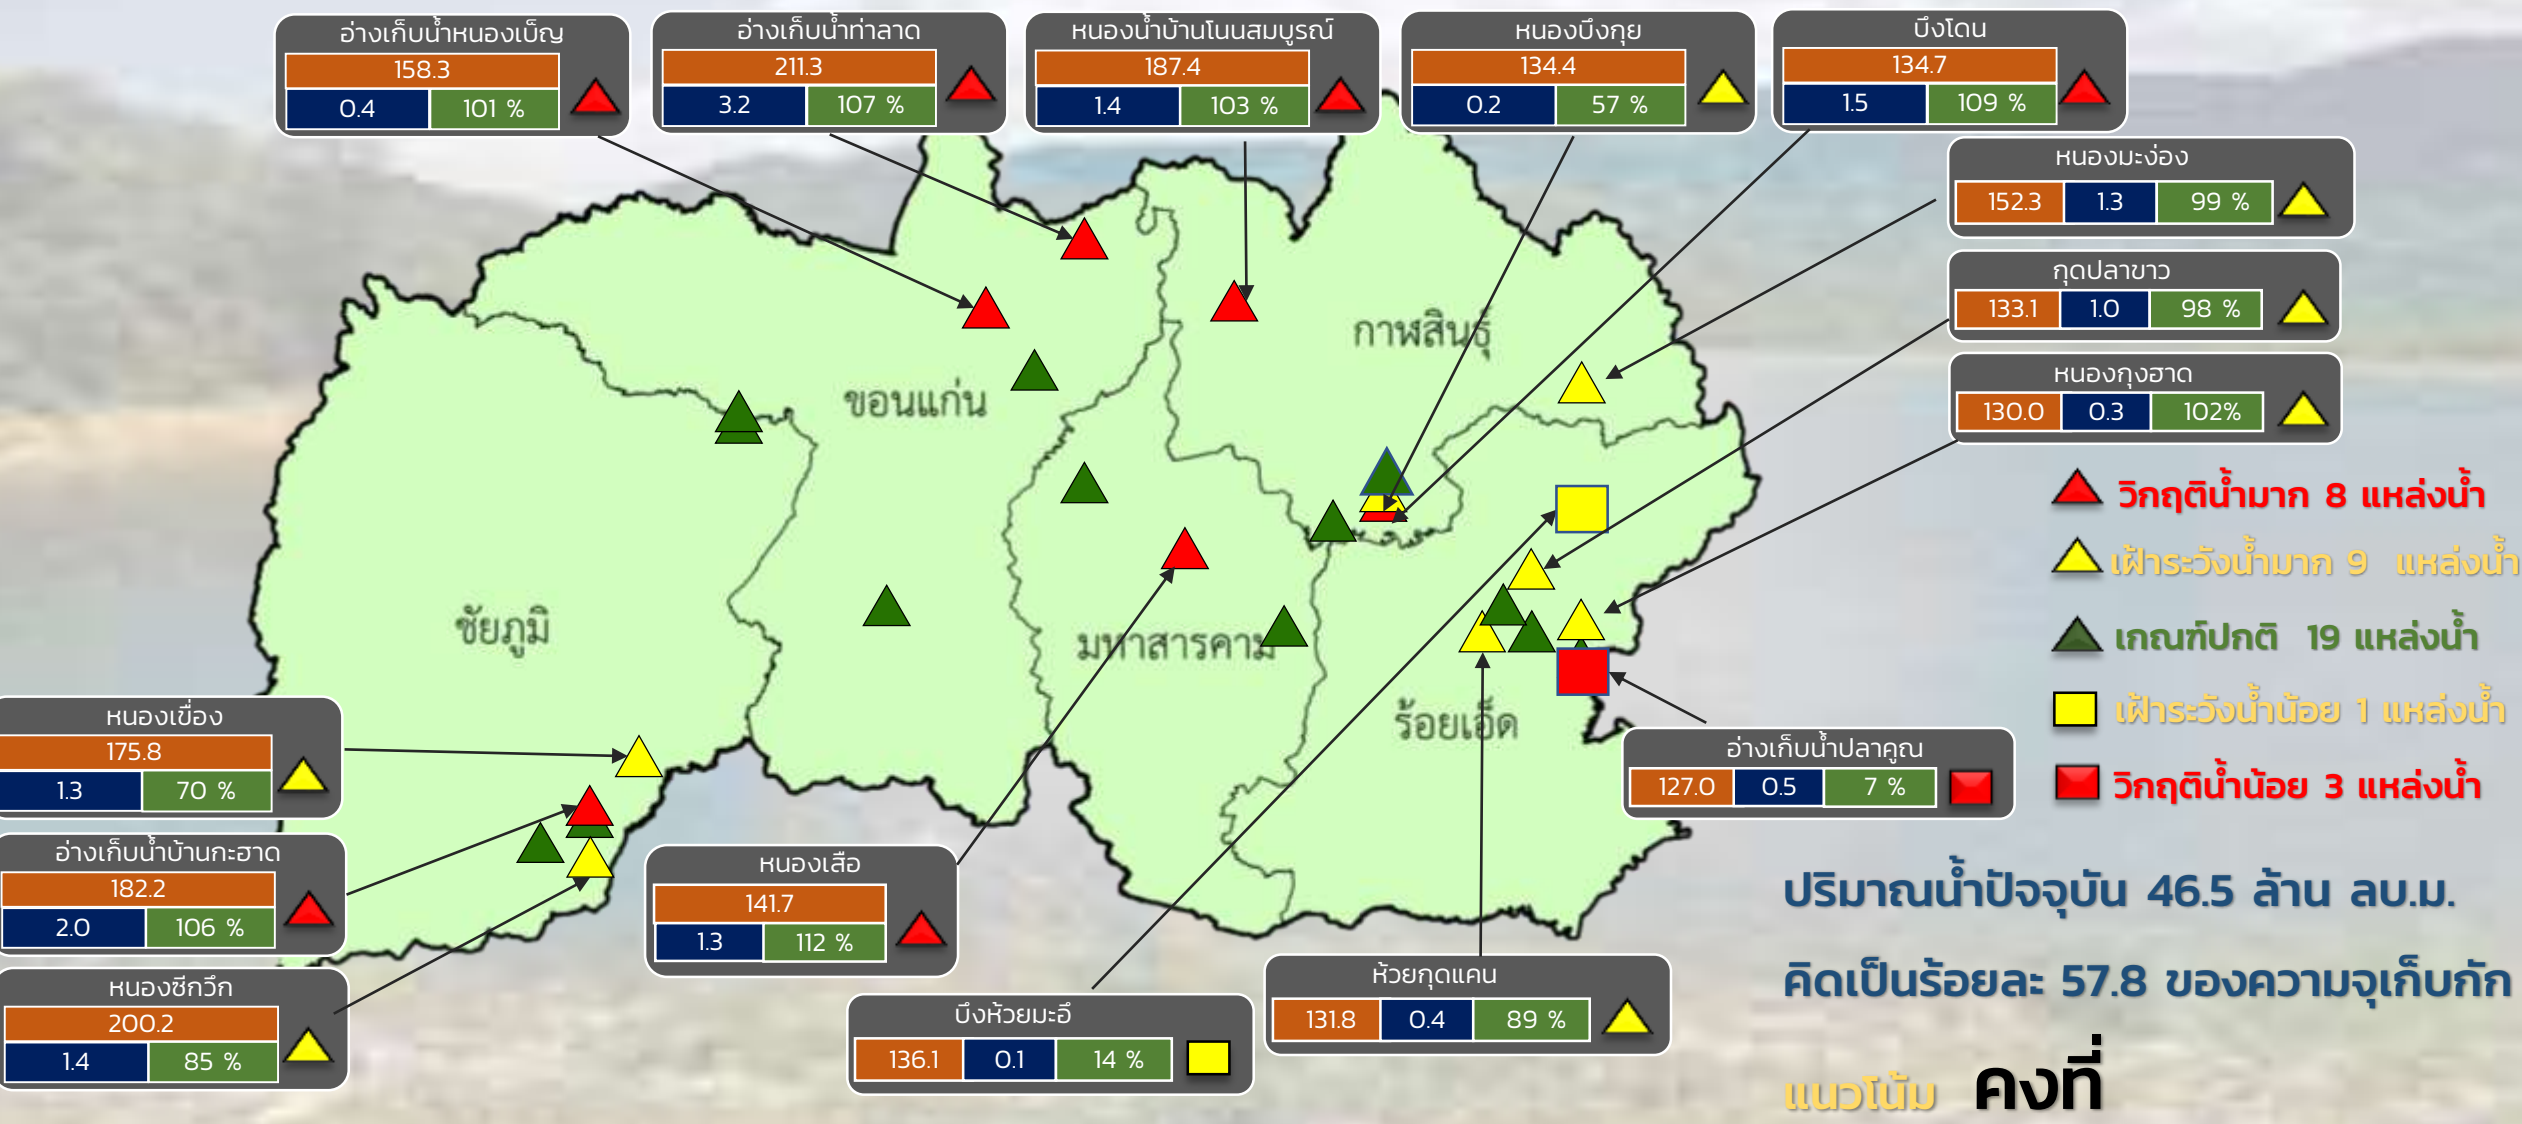 อ่างเก็บน้ำหนองเบ็ญ
158.3
0.4 101 %
อ่างเก็บน้ำท่าลาด
211.3
3.2 107 %
หนองน้ำบ้านโนนสมบูรณ์
187.4
1.4 103 %
หนองบึงกุย
134.4
0.2 57 %
บึงโดน
134.7
1.5 109 %
หนองมะง่อง
152.3 1.3 99 %
กุดปลาขาว
133.1 1.0 98 %
หนองกุงฮาด
130.0 0.3 102%
กาฬสินธุ์
ขอนแก่น
ชัยภูมิ
มหาสารคาม
ร้อยเอ็ด
วิกฤติน้ำมาก 8 แหล่งน้ำ
เฝ้าระวังน้ำมาก 9 แหล่งน้ำ
เกณฑ์ปกติ 19 แหล่งน้ำ
เฝ้าระวังน้ำน้อย 1 แหล่งน้ำ
วิกฤติน้ำน้อย 3 แหล่งน้ำ
หนองเขื่อง
175.8
1.3 70 %
อ่างเก็บน้ำบ้านกะฮาด
182.2
2.0 106 %
หนองซีกวึก
200.2
1.4 85 %
หนองเสือ
141.7
1.3 112 %
บึงห้วยมะอึ
136.1 0.1 14 %
ห้วยกุดแคน
131.8 0.4 89 %
อ่างเก็บน้ำปลาคูณ
127.0 0.5 7 %
ปริมาณน้ำปัจจุบัน 46.5 ล้าน ลบ.ม.
คิดเป็นร้อยละ 57.8 ของความจุเก็บกัก
แนวโน้ม คงที่